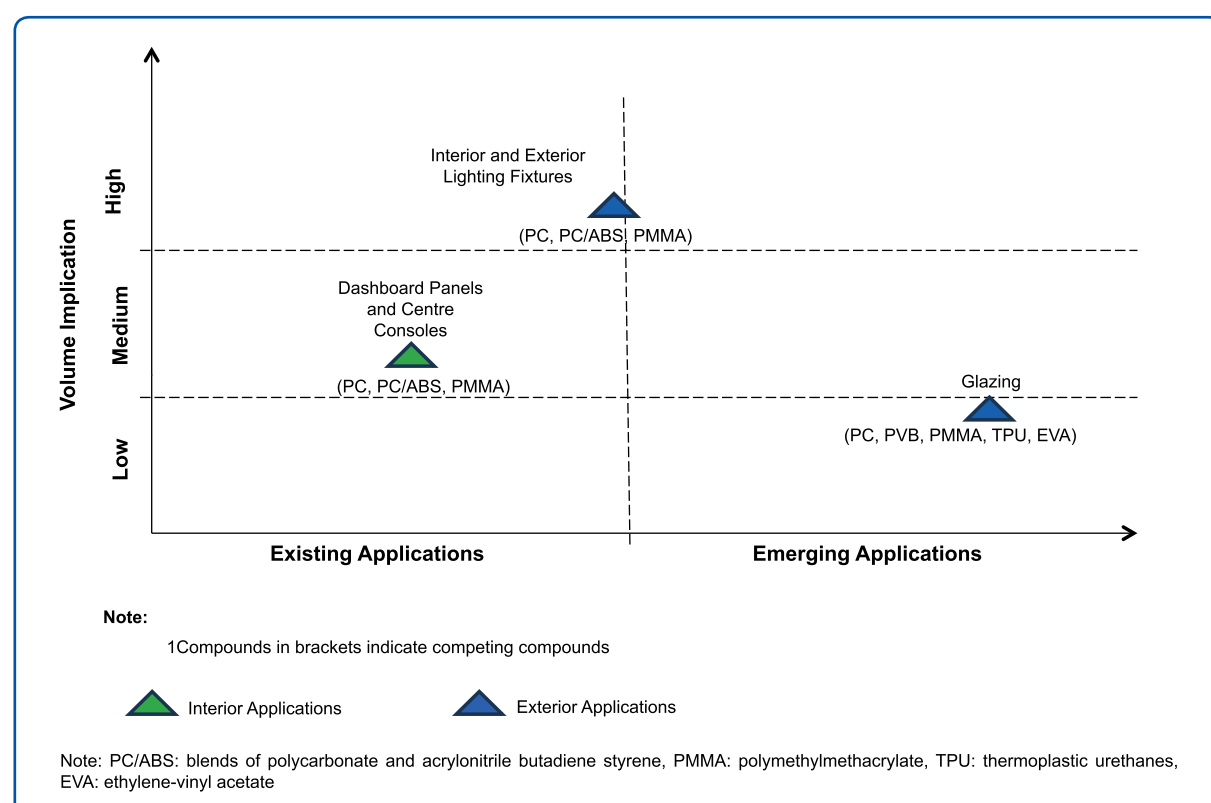 Interior and Exterior
Lighting Fixtures
(PC, PC/ABS, PMMA)
Dashboard Panels
and Centre
Consoles
(PC, PC/ABS, PMMA)
Glazing
(PC, PVB, PMMA, TPU, EVA)
Volume Implication
High
Medium
Low
Existing Applications
Emerging Applications
Note:
1Compounds in brackets indicate competing compounds
Interior Applications
Exterior Applications
Note: PC/ABS: blends of polycarbonate and acrylonitrile butadiene styrene, PMMA: polymethylmethacrylate, TPU: thermoplastic urethanes,
EVA: ethylene-vinyl acetate